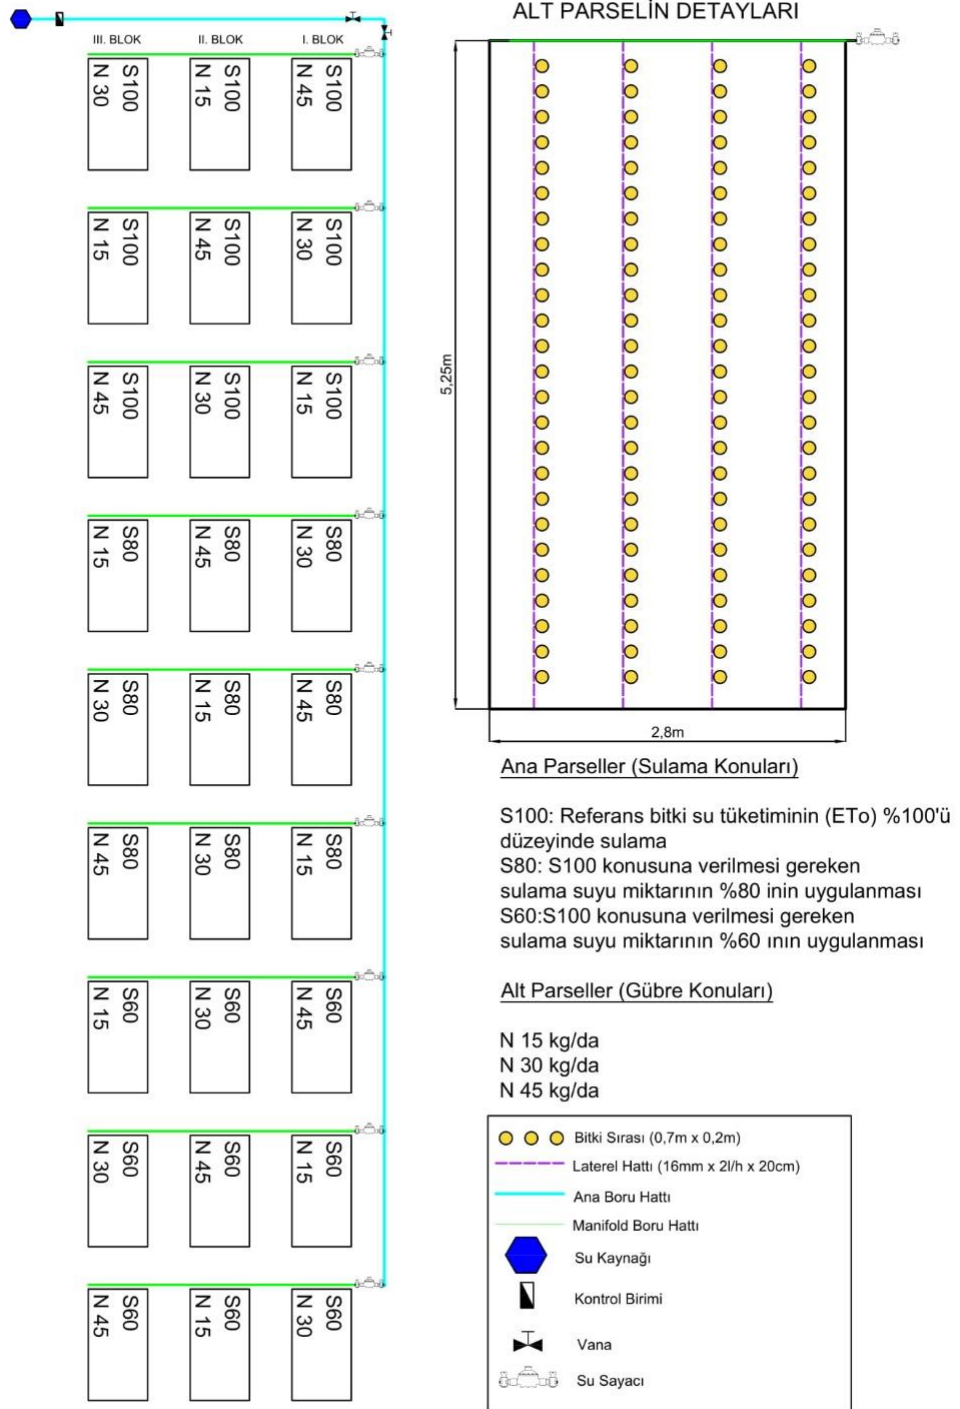 ALT PARSELİN DETAYLARI
III. BLOK
II. BLOK
I. BLOK
S100
N 30
S100
N 15
S100
N 45
S100
N 15
S100
N 45
S100
N 30
S100
N 45
S100
N 30
S100
N 15
S80
N 15
S80
N 45
S80
N 30
S80
N 30
S80
N 15
S80
N 45
S80
N 45
S80
N 30
S80
N 15
S60
N 15
S60
N 30
S60
N 45
S60
N 30
S60
N 45
S60
N 15
S60
N 45
S60
N 15
S60
N 30
5,25m
2,8m
Ana Parseller (Sulama Konuları)
S100: Referans bitki su tüketiminin (ETo) %100'ü
düzeyinde sulama
S80: S100 konusuna verilmesi gereken
sulama suyu miktarının %80 inin uygulanması
S60:S100 konusuna verilmesi gereken
sulama suyu miktarının %60 ının uygulanması
Alt Parseller (Gübre Konuları)
N 15 kg/da
N 30 kg/da
N 45 kg/da
Bitki Sırası (0,7m x 0,2m)
Laterel Hattı (16mm x 2l/h x 20cm)
Ana Boru Hattı
Manifold Boru Hattı
Su Kaynağı
Kontrol Birimi
Vana
Su Sayacı